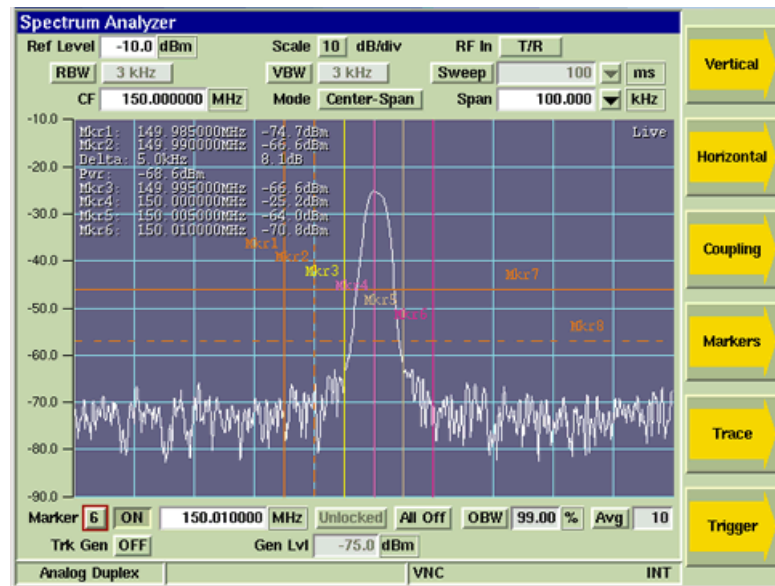 Spectrum Analyzer
Ref Level -10.0 dBm Scale 10 dB/div RF In T/R
RBW 3 kHz VBW 3 kHz Sweep 100 ms
CF 150.000000 MHz Mode Center-Span Span 100.000 kHz
-10.0
Mkr1: 149.985000MHz -74.7dBm
Mkr2: 149.990000MHz -66.6dBm
Delta: 5.0kHz 8.1dB
Pwr: -68.6dBm
Mkr3: 149.995000MHz -66.6dBm
Mkr4: 150.000000MHz -25.2dBm
Mkr5: 150.005000MHz -64.0dBm
Mkr6: 150.010000MHz -70.8dBm
Live
-20.0
-30.0
-40.0
-50.0
-60.0
-70.0
-80.0
-90.0
Mkr1
Mkr2
Mkr3
Mkr4
Mkr5
Mkr6
Mkr7
Mkr8
Marker 6 ON 150.010000 MHz Unlocked All Off OBW 99.00 % Avg 10
Trk Gen OFF Gen Lvl -75.0 dBm
Analog Duplex VNC INT
Vertical
Horizontal
Coupling
Markers
Trace
Trigger